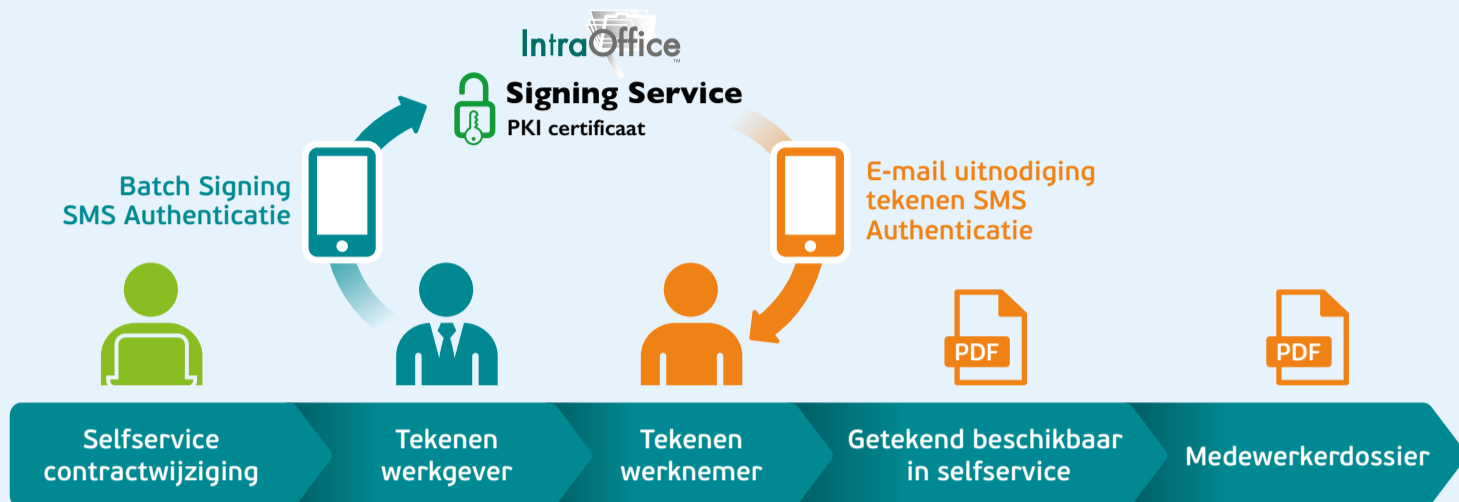 IntraOffice
TM
Signing Service
PKI certificaat
Batch Signing
SMS Authenticatie
E-mail uitnodiging
tekenen SMS
Authenticatie
PDF
PDF
Selfservice
contractwijziging
Tekenen
werkgever
Tekenen
werknemer
Getekend beschikbaar
in selfservice
Medewerkerdossier